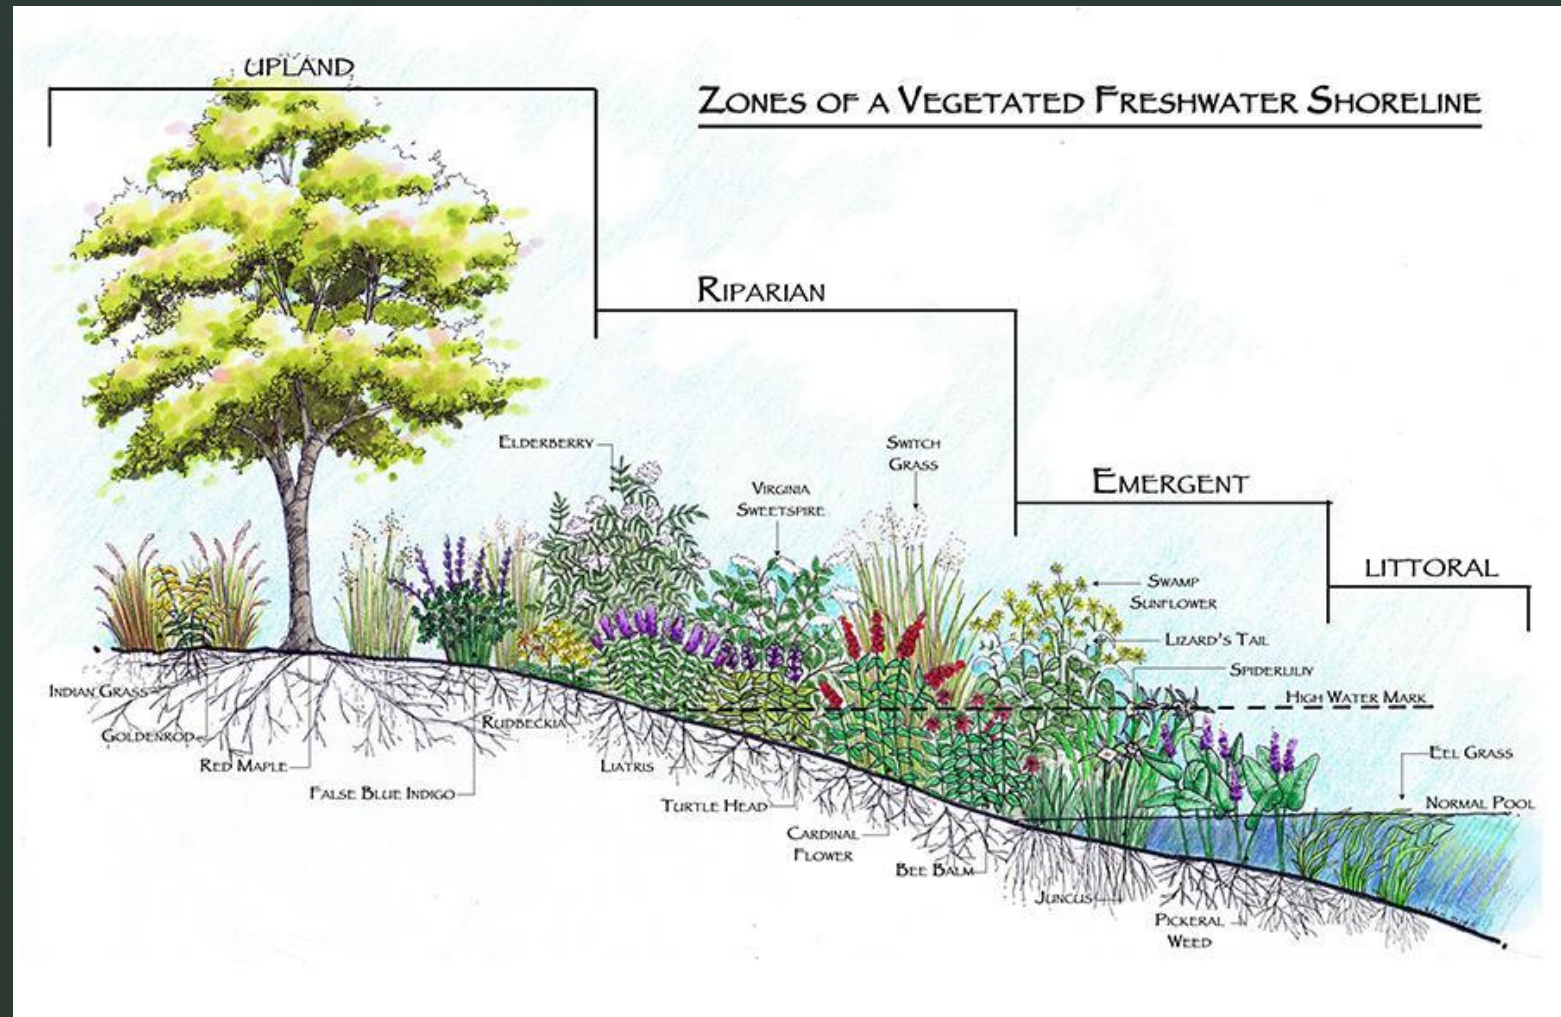 UPLAND
ZONES OF A VEGETATED FRESHWATER SHORELINE
RIPARIAN
EMERGENT
LITTORAL
ELDERBERRY
SWITCH
GRASS
VIRGINIA
SWEETSPIRE
SWAMP
SUNFLOWER
LIZARD'S TAIL
SPIDERLILIY
HIGH WATER MARK
INDIAN GRASS
GOLDENROD
RED MAPLE
FALSE BLUE INDIGO
RUDBECKIA
LIATRIS
TURTLE HEAD
CARDINAL
FLOWER
BEE BALM
JUNCUS
PICKERAL
WEED
EEL GRASS
NORMAL POOL